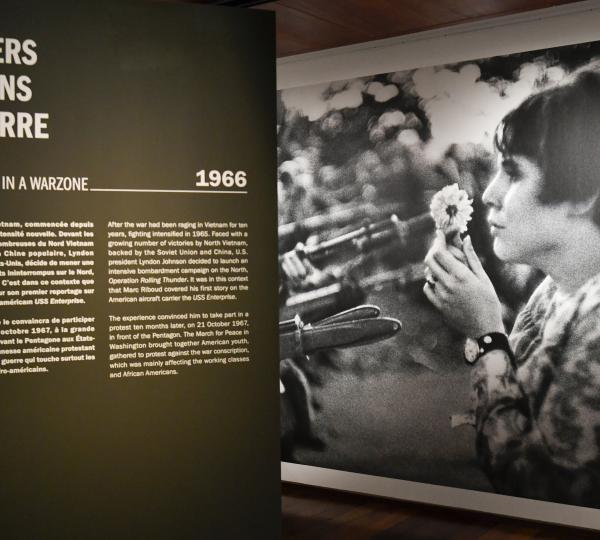 ERS
NS
RRE
IN A WARZONE
1966
etnam, commencée depuis
tensité nouvelle. Devant les
ombreuses du Nord Vietnam
a Chine populaire, Lyndon
ts-Unis, décide de mener une
ts ininterrompus sur le Nord,
C'est dans ce contexte que
ur son premier reportage sur
américain USS Enterprise.
e le convaincra de participer
octobre 1967, à la grande
vant le Pentagone aux État-
nesse américaine protestant
guerre qui touche surtout les
ro-américains.
After the war had been raging in Vietnam for ten
years, fighting intensified in 1965. Faced with a
growing number of victories by North Vietnam,
backed by the Soviet Union and China, U.S.
president Lyndon Johnson decided to launch an
intensive bombardment campaign on the North,
Operation Rolling Thunder. It was in this context
that Marc Riboud covered his first story on the
American aircraft carrier the USS Enterprise.
The experience convinced him to take part in a
protest ten months later, on 21 October 1967,
in front of the Pentagon. The March for Peace in
Washington brought together American youth,
gathered to protest against the war conscription,
which was mainly affecting the working classes
and African Americans.